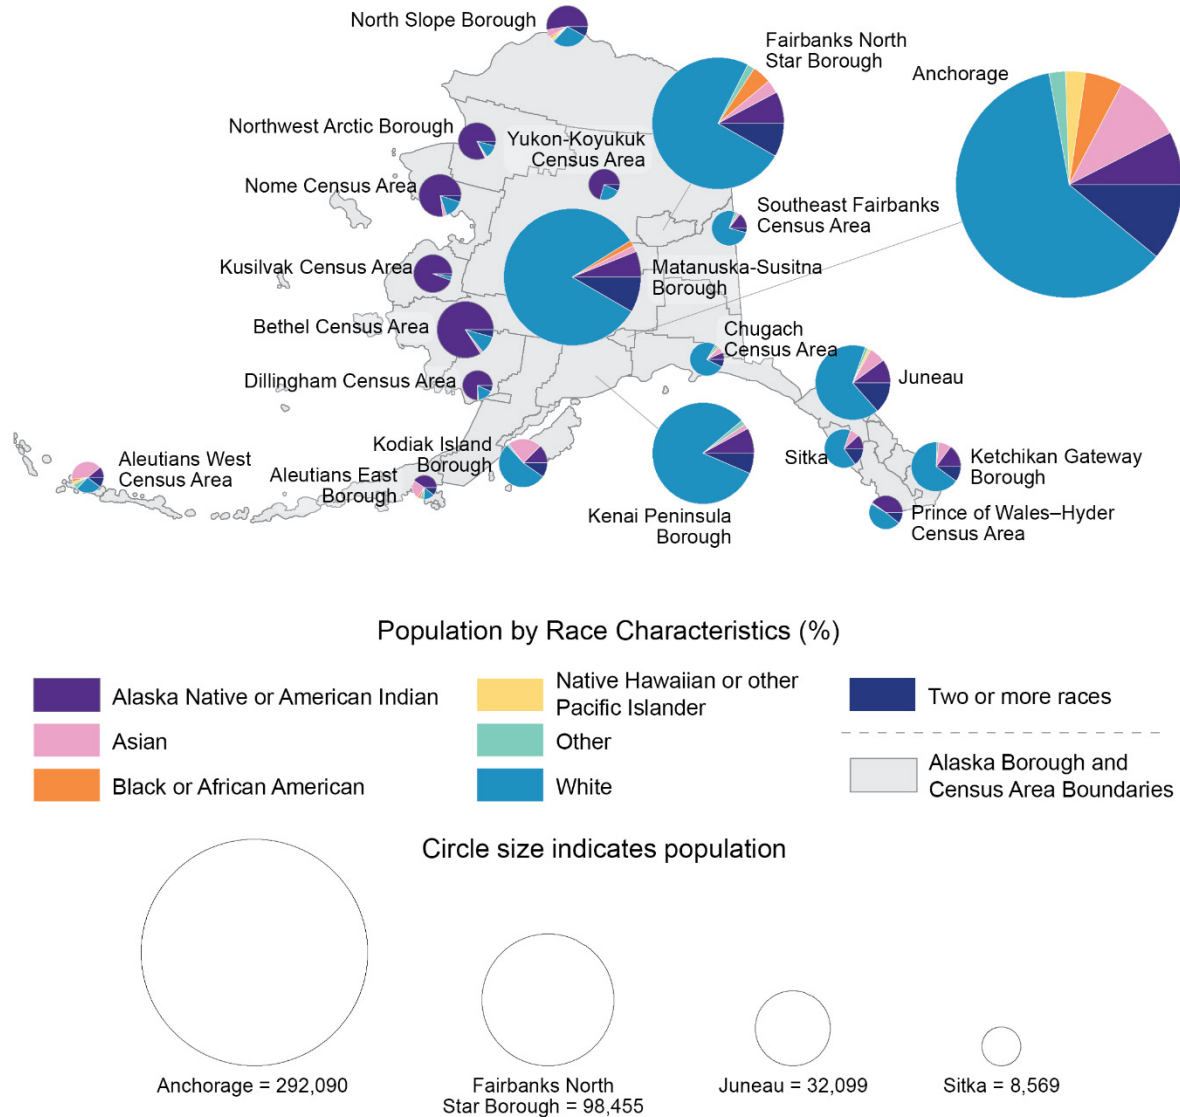 North Slope Borough
Fairbanks North
Star Borough
Anchorage
Northwest Arctic Borough
Yukon-Koyukuk
Census Area
Nome Census Area
Southeast Fairbanks
Census Area
Kusilvak Census Area
Matanuska-Susitna
Borough
Bethel Census Area
Chugach
Census Area
Dillingham Census Area
Juneau
Kodiak Island
Borough
Aleutians West
Census Area
Aleutians East
Borough
Sitka
Ketchikan Gateway
Borough
Kenai Peninsula
Borough
Prince of Wales–Hyder
Census Area
Population by Race Characteristics (%)
Alaska Native or American Indian
Asian
Black or African American
Native Hawaiian or other
Pacific Islander
Other
White
Two or more races
Alaska Borough and
Census Area Boundaries
Circle size indicates population
Anchorage = 292,090
Fairbanks North
Star Borough = 98,455
Juneau = 32,099
Sitka = 8,569